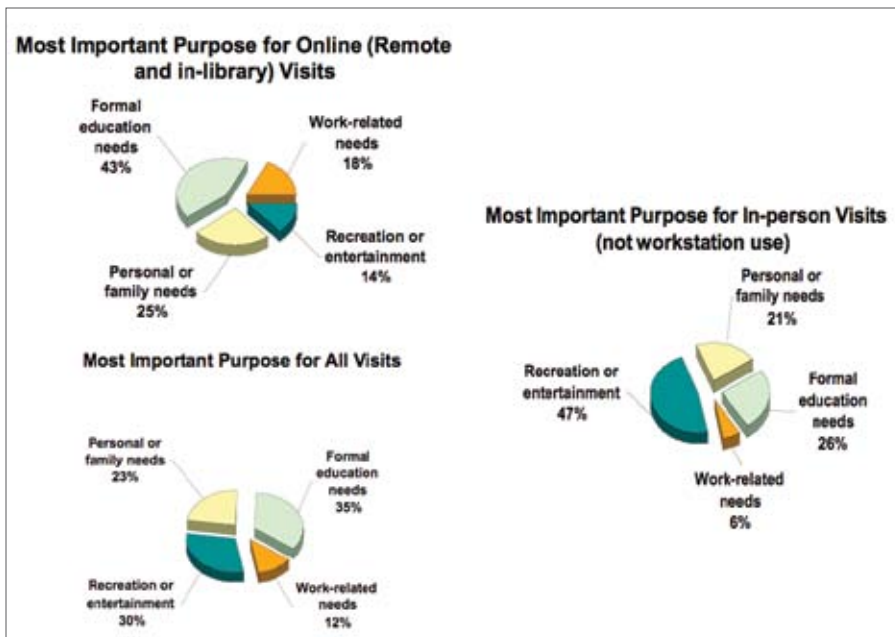 Most Important Purpose for Online (Remote
and in-library) Visits
Formal
education
needs
43%
Work-related
needs
18%
Recreation or
entertainment
14%
Personal or
family needs
25%
Most Important Purpose for All Visits
Personal or
family needs
23%
Formal
education
needs
35%
Recreation or
entertainment
30%
Work-related
needs
12%
Most Important Purpose for In-person Visits
(not workstation use)
Personal or
family needs
21%
Recreation or
entertainment
47%
Formal
education
needs
26%
Work-related
needs
6%